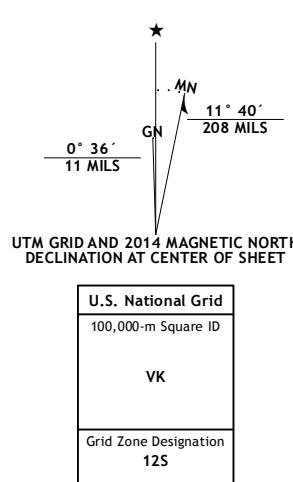 ★
MN
GN
11° 40´
208 MILS
0° 36´
11 MILS
UTM GRID AND 2014 MAGNETIC NORTH
DECLINATION AT CENTER OF SHEET
U.S. National Grid
100,000-m Square ID
VK
Grid Zone Designation
12S